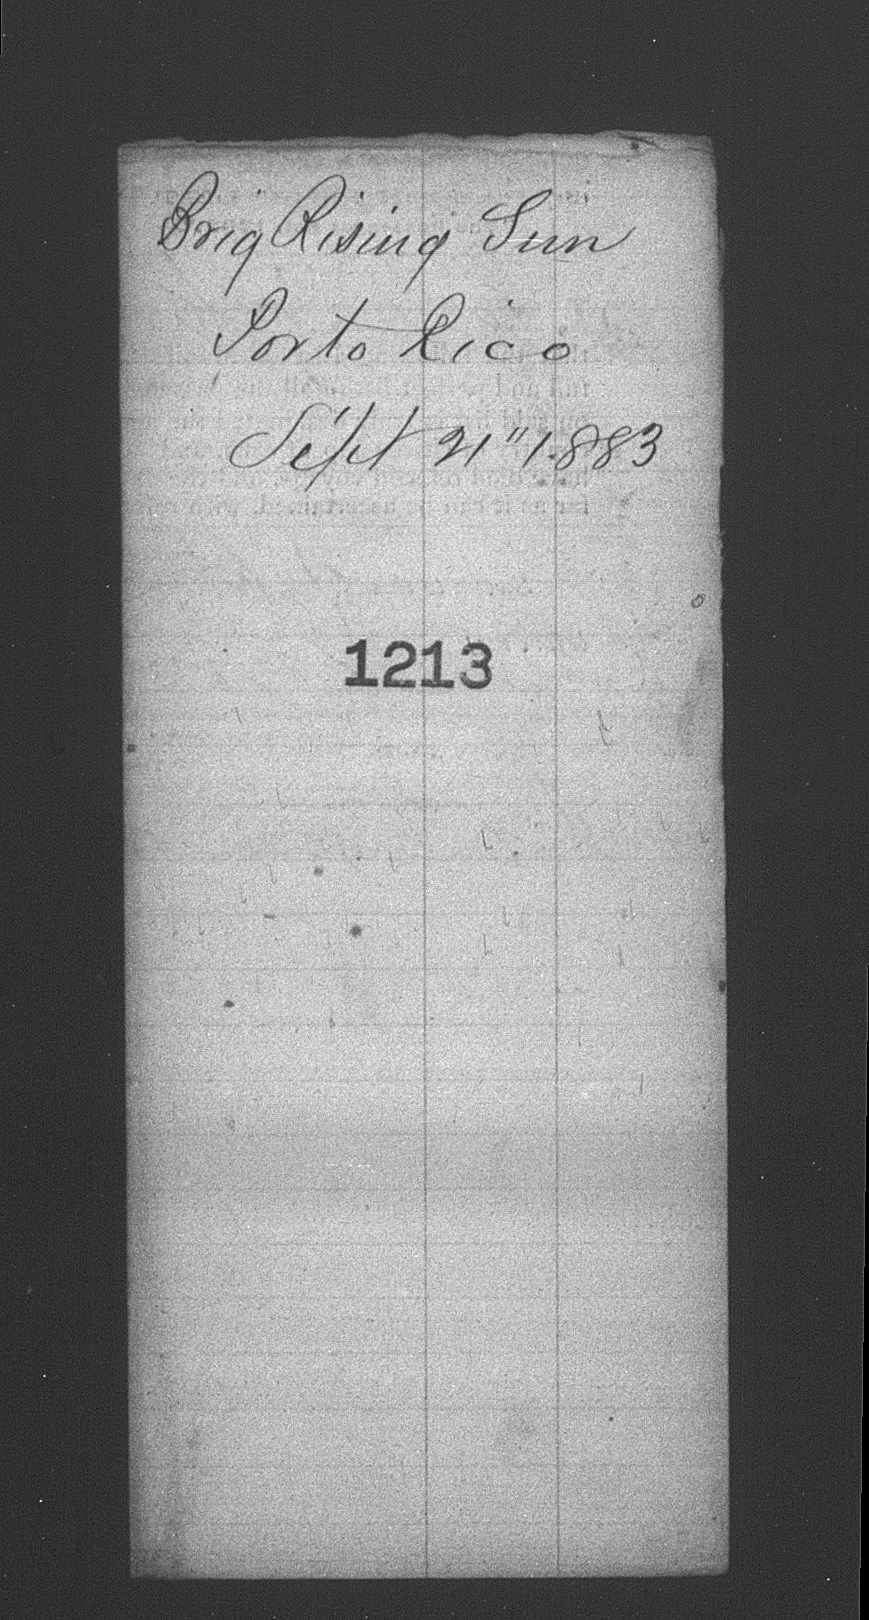 Brig Rising Sun
Porto Rico
Sept 21" 1883
1213